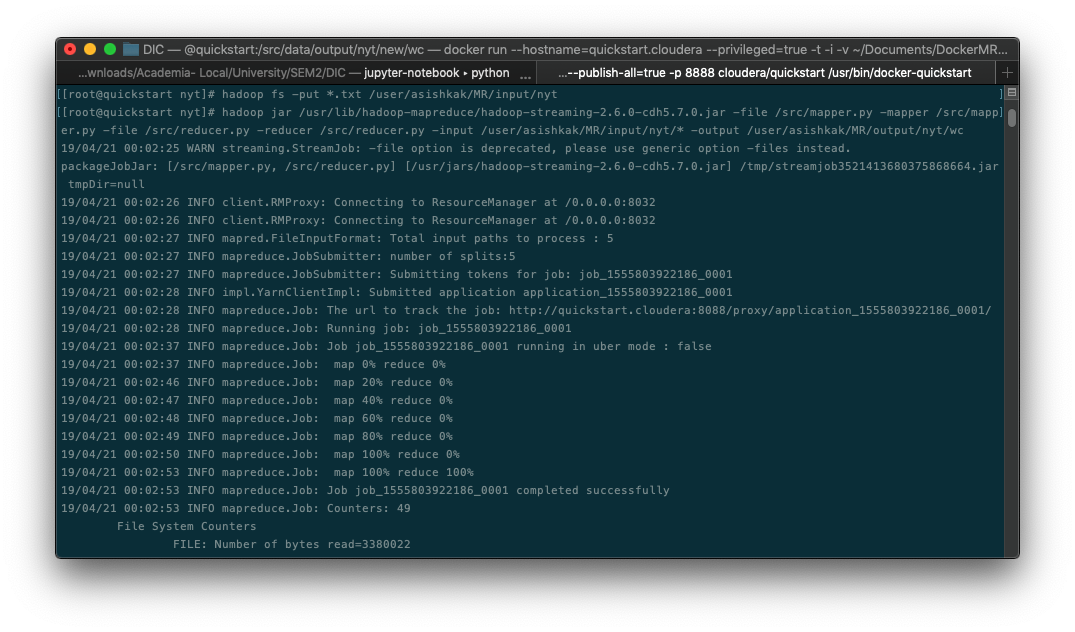 DIC — @quickstart:/src/data/output/nyt/new/wc — docker run --hostname=quickstart.cloudera --privileged=true -t -i -v ~/Documents/DockerMR...
...wnloads/Academia- Local/University/SEM2/DIC — jupyter-notebook ▸ python ...
...--publish-all=true -p 8888 cloudera/quickstart /usr/bin/docker-quickstart +
[[root@quickstart nyt]# hadoop fs -put *.txt /user/asishkak/MR/input/nyt ]
[[root@quickstart nyt]# hadoop jar /usr/lib/hadoop-mapreduce/hadoop-streaming-2.6.0-cdh5.7.0.jar -file /src/mapper.py -mapper /src/mapp]
er.py -file /src/reducer.py -reducer /src/reducer.py -input /user/asishkak/MR/input/nyt/* -output /user/asishkak/MR/output/nyt/wc
19/04/21 00:02:25 WARN streaming.StreamJob: -file option is deprecated, please use generic option -files instead.
packageJobJar: [/src/mapper.py, /src/reducer.py] [/usr/jars/hadoop-streaming-2.6.0-cdh5.7.0.jar] /tmp/streamjob3521413680375868664.jar
 tmpDir=null
19/04/21 00:02:26 INFO client.RMProxy: Connecting to ResourceManager at /0.0.0.0:8032
19/04/21 00:02:26 INFO client.RMProxy: Connecting to ResourceManager at /0.0.0.0:8032
19/04/21 00:02:27 INFO mapred.FileInputFormat: Total input paths to process : 5
19/04/21 00:02:27 INFO mapreduce.JobSubmitter: number of splits:5
19/04/21 00:02:27 INFO mapreduce.JobSubmitter: Submitting tokens for job: job_1555803922186_0001
19/04/21 00:02:28 INFO impl.YarnClientImpl: Submitted application application_1555803922186_0001
19/04/21 00:02:28 INFO mapreduce.Job: The url to track the job: http://quickstart.cloudera:8088/proxy/application_1555803922186_0001/
19/04/21 00:02:28 INFO mapreduce.Job: Running job: job_1555803922186_0001
19/04/21 00:02:37 INFO mapreduce.Job: Job job_1555803922186_0001 running in uber mode : false
19/04/21 00:02:37 INFO mapreduce.Job:  map 0% reduce 0%
19/04/21 00:02:46 INFO mapreduce.Job:  map 20% reduce 0%
19/04/21 00:02:47 INFO mapreduce.Job:  map 40% reduce 0%
19/04/21 00:02:48 INFO mapreduce.Job:  map 60% reduce 0%
19/04/21 00:02:49 INFO mapreduce.Job:  map 80% reduce 0%
19/04/21 00:02:50 INFO mapreduce.Job:  map 100% reduce 0%
19/04/21 00:02:53 INFO mapreduce.Job:  map 100% reduce 100%
19/04/21 00:02:53 INFO mapreduce.Job: Job job_1555803922186_0001 completed successfully
19/04/21 00:02:53 INFO mapreduce.Job: Counters: 49
        File System Counters
                FILE: Number of bytes read=3380022